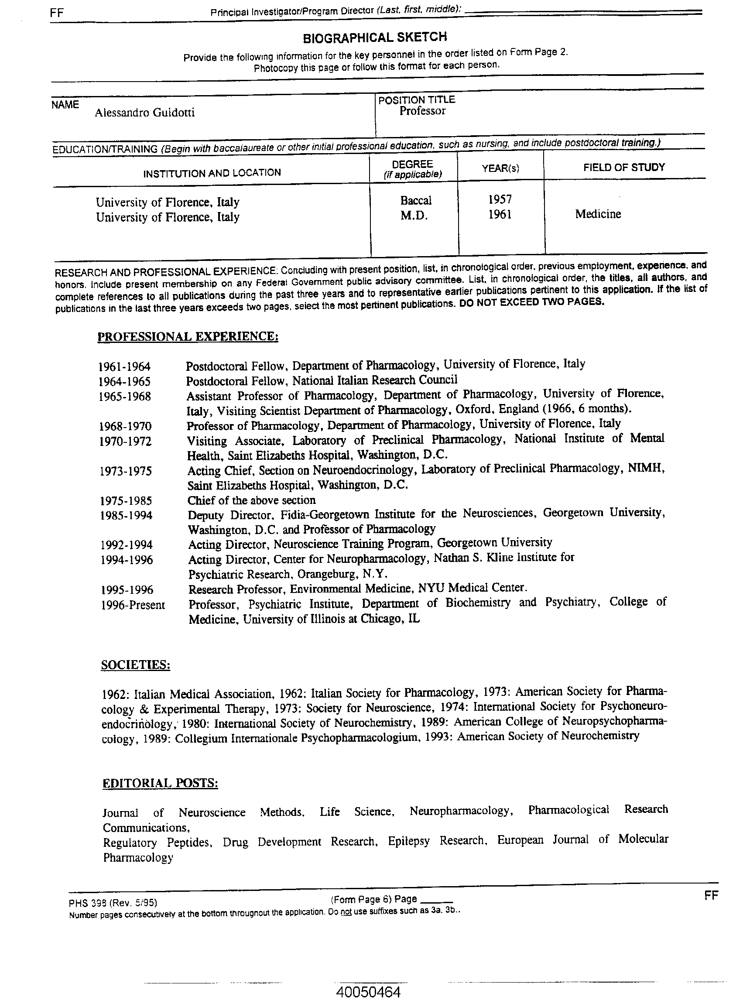 FF
Principal Investigator/Program Director (Last, first, middle):
BIOGRAPHICAL SKETCH
Provide the following information for the key personnel in the order listed on Form Page 2.
Photocopy this page or follow this format for each person.
NAME
Alessandro Guidotti
POSITION TITLE
Professor
EDUCATION/TRAINING (Begin with baccalaureate or other initial professional education, such as nursing, and include postdoctoral training.)
INSTITUTION AND LOCATION
DEGREE
(if applicable)
YEAR(s)
FIELD OF STUDY
University of Florence, Italy Baccal 1957
University of Florence, Italy M.D. 1961 Medicine
RESEARCH AND PROFESSIONAL EXPERIENCE: Concluding with present position, list, in chronological order, previous employment, experience, and
honors. Include present membership on any Federal Government public advisory committee. List, in chronological order, the titles, all authors, and
complete references to all publications during the past three years and to representative earlier publications pertinent to this application. If the list of
publications in the last three years exceeds two pages, select the most pertinent publications. DO NOT EXCEED TWO PAGES.
PROFESSIONAL EXPERIENCE:
1961-1964 Postdoctoral Fellow, Department of Pharmacology, University of Florence, Italy
1964-1965 Postdoctoral Fellow, National Italian Research Council
1965-1968 Assistant Professor of Pharmacology, Department of Pharmacology, University of Florence,
Italy, Visiting Scientist Department of Pharmacology, Oxford, England (1966, 6 months).
1968-1970 Professor of Pharmacology, Department of Pharmacology, University of Florence, Italy
1970-1972 Visiting Associate, Laboratory of Preclinical Pharmacology, National Institute of Mental
Health, Saint Elizabeths Hospital, Washington, D.C.
1973-1975 Acting Chief, Section on Neuroendocrinology, Laboratory of Preclinical Pharmacology, NIMH,
Saint Elizabeths Hospital, Washington, D.C.
1975-1985 Chief of the above section
1985-1994 Deputy Director, Fidia-Georgetown Institute for the Neurosciences, Georgetown University,
Washington, D.C. and Professor of Pharmacology
1992-1994 Acting Director, Neuroscience Training Program, Georgetown University
1994-1996 Acting Director, Center for Neuropharmacology, Nathan S. Kline Institute for
Psychiatric Research, Orangeburg, N.Y.
1995-1996 Research Professor, Environmental Medicine, NYU Medical Center.
1996-Present Professor, Psychiatric Institute, Department of Biochemistry and Psychiatry, College of
Medicine, University of Illinois at Chicago, IL
SOCIETIES:
1962: Italian Medical Association, 1962: Italian Society for Pharmacology, 1973: American Society for Pharma-
cology & Experimental Therapy, 1973: Society for Neuroscience, 1974: International Society for Psychoneuro-
endocrinology, 1980: International Society of Neurochemistry, 1989: American College of Neuropsychopharma-
cology, 1989: Collegium Internationale Psychopharmacologium, 1993: American Society of Neurochemistry
EDITORIAL POSTS:
Journal of Neuroscience Methods, Life Science, Neuropharmacology, Pharmacological Research
Communications,
Regulatory Peptides, Drug Development Research, Epilepsy Research, European Journal of Molecular
Pharmacology
PHS 398 (Rev. 5/95) (Form Page 6) Page FF
Number pages consecutively at the bottom throughout the application. Do not use suffixes such as 3a, 3b..
40050464